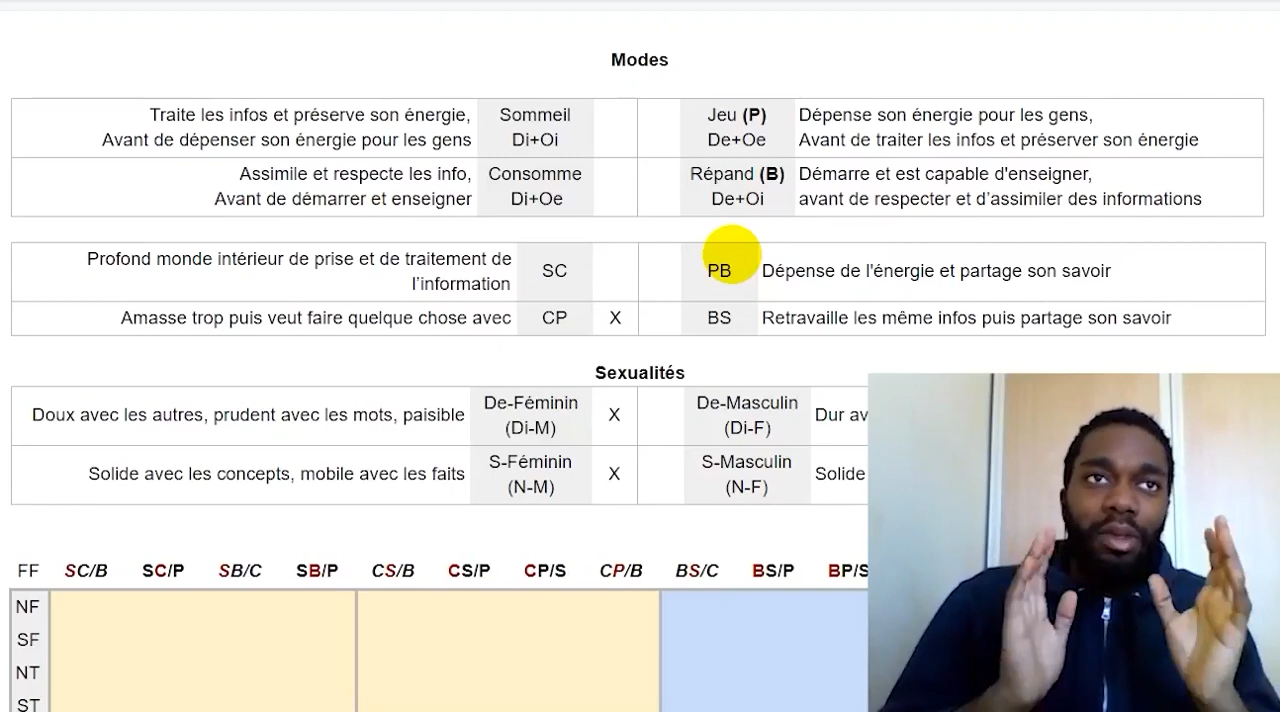 Modes
Traite les infos et préserve son énergie, Sommeil Jeu (P) Dépense son énergie pour les gens,
Avant de dépenser son énergie pour les gens Di+Oi De+Oe Avant de traiter les infos et préserver son énergie
Assimile et respecte les info, Consomme Répand (B) Démarre et est capable d'enseigner,
Avant de démarrer et enseigner Di+Oe De+Oi avant de respecter et d'assimiler des informations
Profond monde intérieur de prise et de traitement de
l'information SC PB Dépense de l'énergie et partage son savoir
Amasse trop puis veut faire quelque chose avec CP X BS Retravaille les même infos puis partage son savoir
Sexualités
Doux avec les autres, prudent avec les mots, paisible De-Féminin X De-Masculin Dur av
(Di-M) (Di-F)
Solide avec les concepts, mobile avec les faits S-Féminin X S-Masculin Solide
(N-M) (N-F)
FF SC/B SC/P SB/C SB/P CS/B CS/P CP/S CP/B BS/C BS/P BP/S
NF
SF
NT
ST